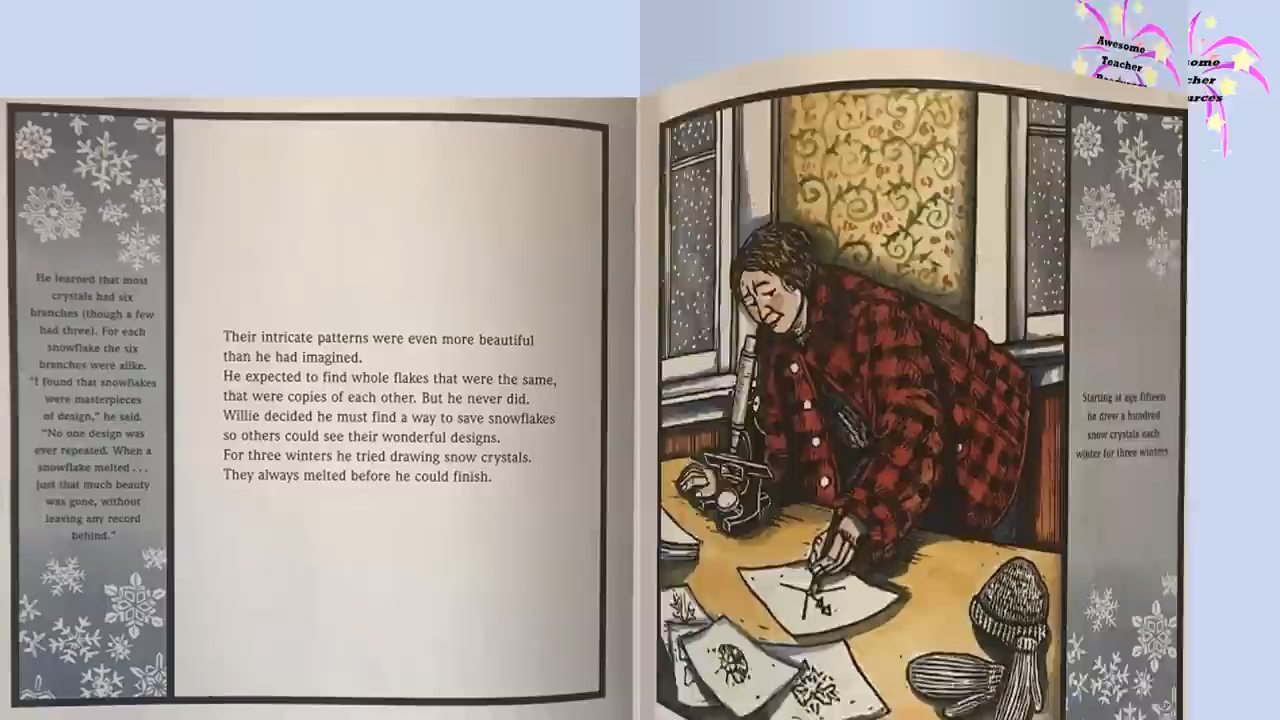 He learned that most
crystals had six
branches (though a few
had three). For each
snowflake the six
branches were alike.
"I found that snowflakes
were masterpieces
of design," he said.
"No one design was
ever repeated. When a
snowflake melted . . .
just that much beauty
was gone, without
leaving any record
behind."
Their intricate patterns were even more beautiful
than he had imagined.
He expected to find whole flakes that were the same,
that were copies of each other. But he never did.
Willie decided he must find a way to save snowflakes
so others could see their wonderful designs.
For three winters he tried drawing snow crystals.
They always melted before he could finish.
Starting at age fifteen
he drew a hundred
snow crystals each
winter for three winters.
Awesome
Teacher